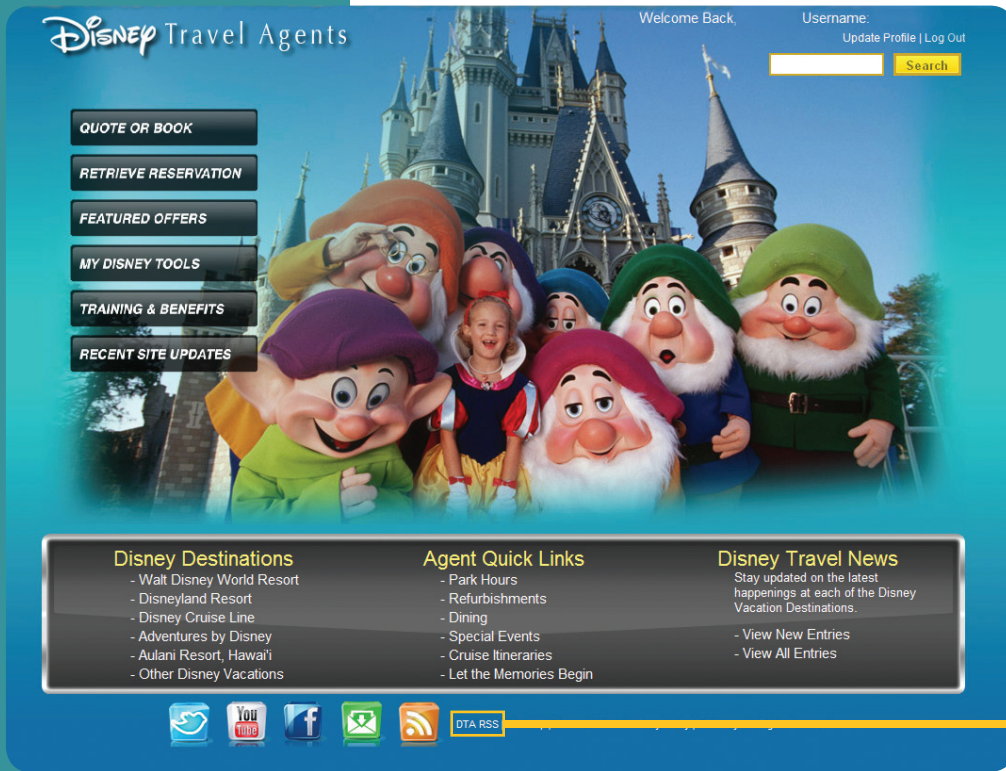 Disney Travel Agents
Welcome Back, Username:
Update Profile | Log Out
Search
QUOTE OR BOOK
RETRIEVE RESERVATION
FEATURED OFFERS
MY DISNEY TOOLS
TRAINING & BENEFITS
RECENT SITE UPDATES
Disney Destinations
- Walt Disney World Resort
- Disneyland Resort
- Disney Cruise Line
- Adventures by Disney
- Aulani Resort, Hawai'i
- Other Disney Vacations
Agent Quick Links
- Park Hours
- Refurbishments
- Dining
- Special Events
- Cruise Itineraries
- Let the Memories Begin
Disney Travel News
Stay updated on the latest
happenings at each of the Disney
Vacation Destinations.
- View New Entries
- View All Entries
You
Tube
f
DTA RSS